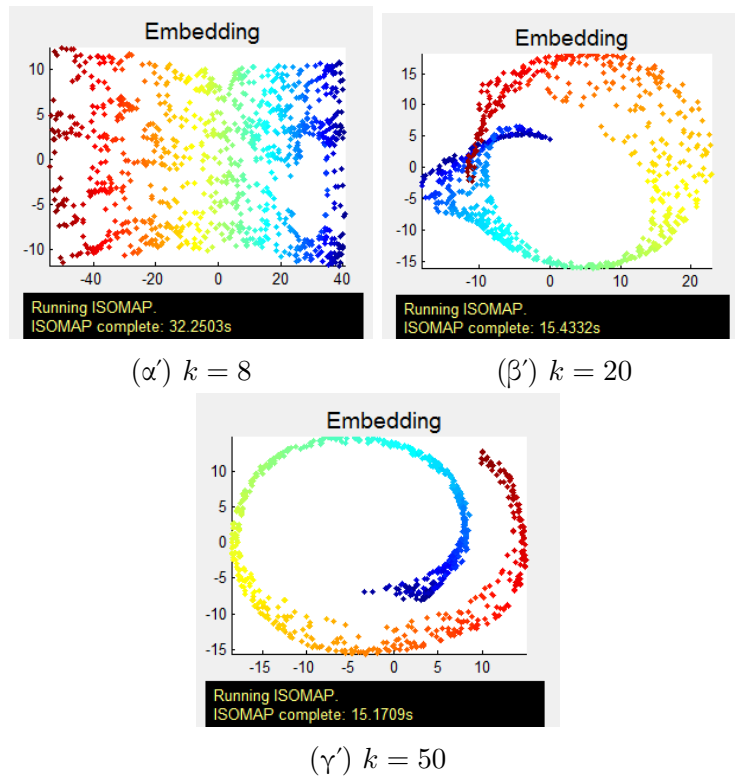 Embedding
10
5
0
-5
-10
-40 -20 0 20 40
Running ISOMAP.
ISOMAP complete: 32.2503s
(α′) k = 8
Embedding
15
10
5
0
-5
-10
-15
-10 0 10 20
Running ISOMAP.
ISOMAP complete: 15.4332s
(β′) k = 20
Embedding
10
5
0
-5
-10
-15
-15 -10 -5 0 5 10
Running ISOMAP.
ISOMAP complete: 15.1709s
(γ′) k = 50